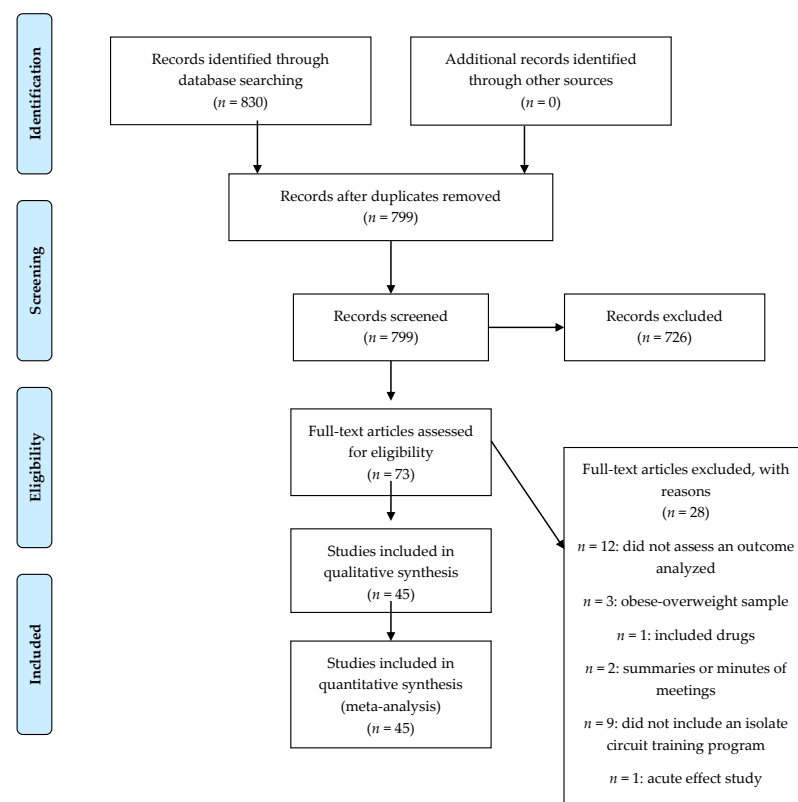 Identification
Records identified through
database searching
(n = 830)
Additional records identified
through other sources
(n = 0)
Records after duplicates removed
(n = 799)
Screening
Records screened
(n = 799)
Records excluded
(n = 726)
Eligibility
Full-text articles assessed
for eligibility
(n = 73)
Full-text articles excluded, with
reasons
(n = 28)
n = 12: did not assess an outcome
analyzed
n = 3: obese-overweight sample
n = 1: included drugs
n = 2: summaries or minutes of
meetings
n = 9: did not include an isolate
circuit training program
n = 1: acute effect study
Studies included in
qualitative synthesis
(n = 45)
Included
Studies included in
quantitative synthesis
(meta-analysis)
(n = 45)